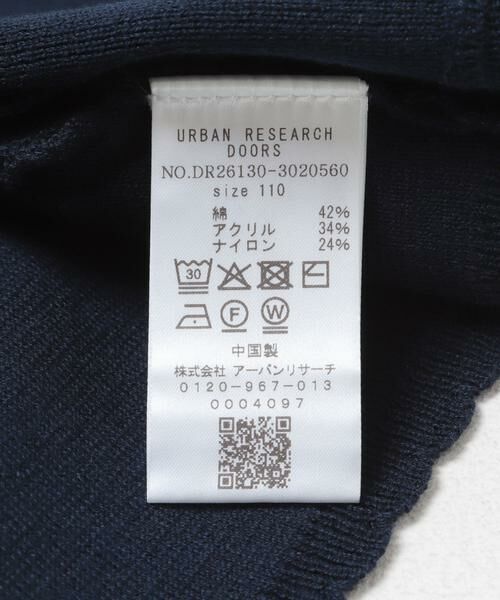 URBAN RESEARCH
DOORS
NO.DR26130-3020560
size 110
綿 42%
アクリル 34%
ナイロン 24%
30
F W
中国製
株式会社 アーバンリサーチ
0120-967-013
0004097